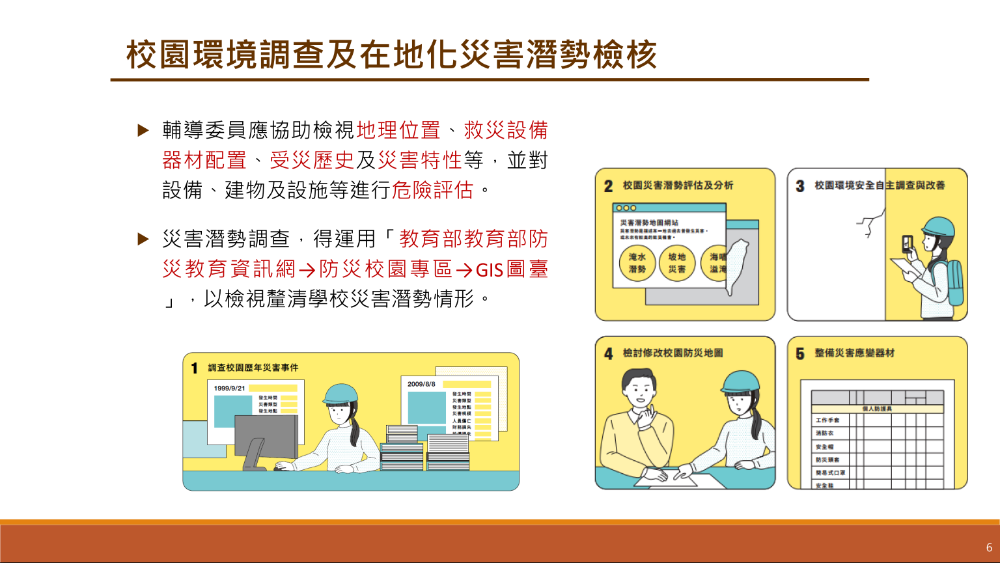 校園環境調查及在地化災害潛勢檢核
▶ 輔導委員應協助檢視地理位置、救災設備
器材配置、受災歷史及災害特性等，並對
設備、建物及設施等進行危險評估。
▶ 災害潛勢調查，得運用「教育部教育部防
災教育資訊網→防災校園專區→GIS圖臺
」，以檢視釐清學校災害潛勢情形。
1 調查校園歷年災害事件
1999/9/21
發生時間
災害類型
發生地點
2009/8/8
發生時間
災害類型
發生地點
災害規模
人員傷亡
財務損失
2 校園災害潛勢評估及分析
災害潛勢地圖網站
淹水
潛勢
坡地
災害
海嘯
溢淹
3 校園環境安全自主調查與改善
4 檢討修改校園防災地圖
5 整備災害應變器材
個人防護具
工作手套
消防衣
安全帽
防災頭套
簡易式口罩
安全鞋
6